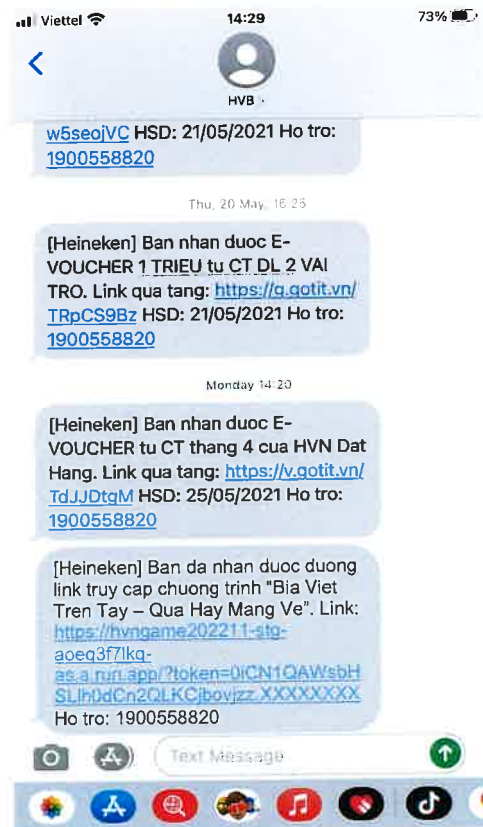 Viettel 14:29 73%
HVB
w5seojVC HSD: 21/05/2021 Ho tro:
1900558820
Thu, 20 May, 16:26
[Heineken] Ban nhan duoc E-
VOUCHER 1 TRIEU tu CT DL 2 VAI
TRO. Link qua tang: https://g.gotit.vn/
TRpCS9Bz HSD: 21/05/2021 Ho tro:
1900558820
Monday 14:20
[Heineken] Ban nhan duoc E-
VOUCHER tu CT thang 4 cua HVN Dat
Hang. Link qua tang: https://v.gotit.vn/
TdJJDtgM HSD: 25/05/2021 Ho tro:
1900558820
[Heineken] Ban da nhan duoc duong
link truy cap chuong trinh "Bia Viet
Tren Tay – Qua Hay Mang Ve". Link:
https://hvngame202211-stg-
aoeq3f7lkq-
as.a.run.app/?token=0iCN1QAWsbH
SLlh0dCn2QLKCjbovjzz.XXXXXXXX
Ho tro: 1900558820
Text Message